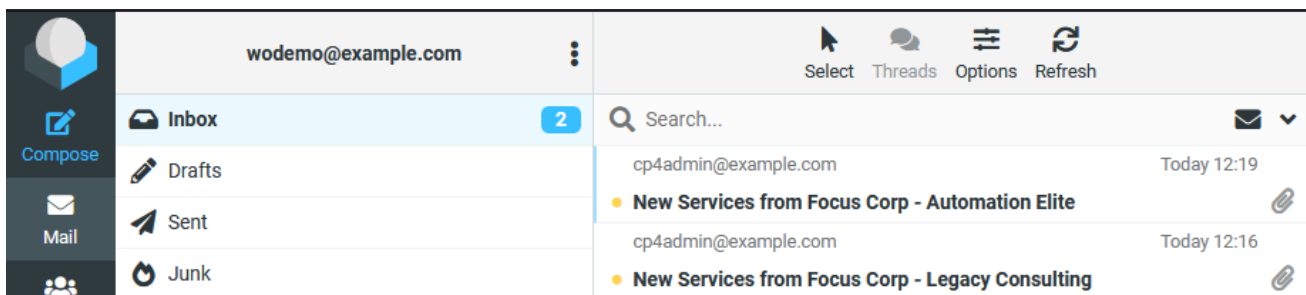 wodemo@example.com
Select Threads Options Refresh
Compose
Mail
Inbox 2
Drafts
Sent
Junk
Search...
cp4admin@example.com Today 12:19
New Services from Focus Corp - Automation Elite
cp4admin@example.com Today 12:16
New Services from Focus Corp - Legacy Consulting